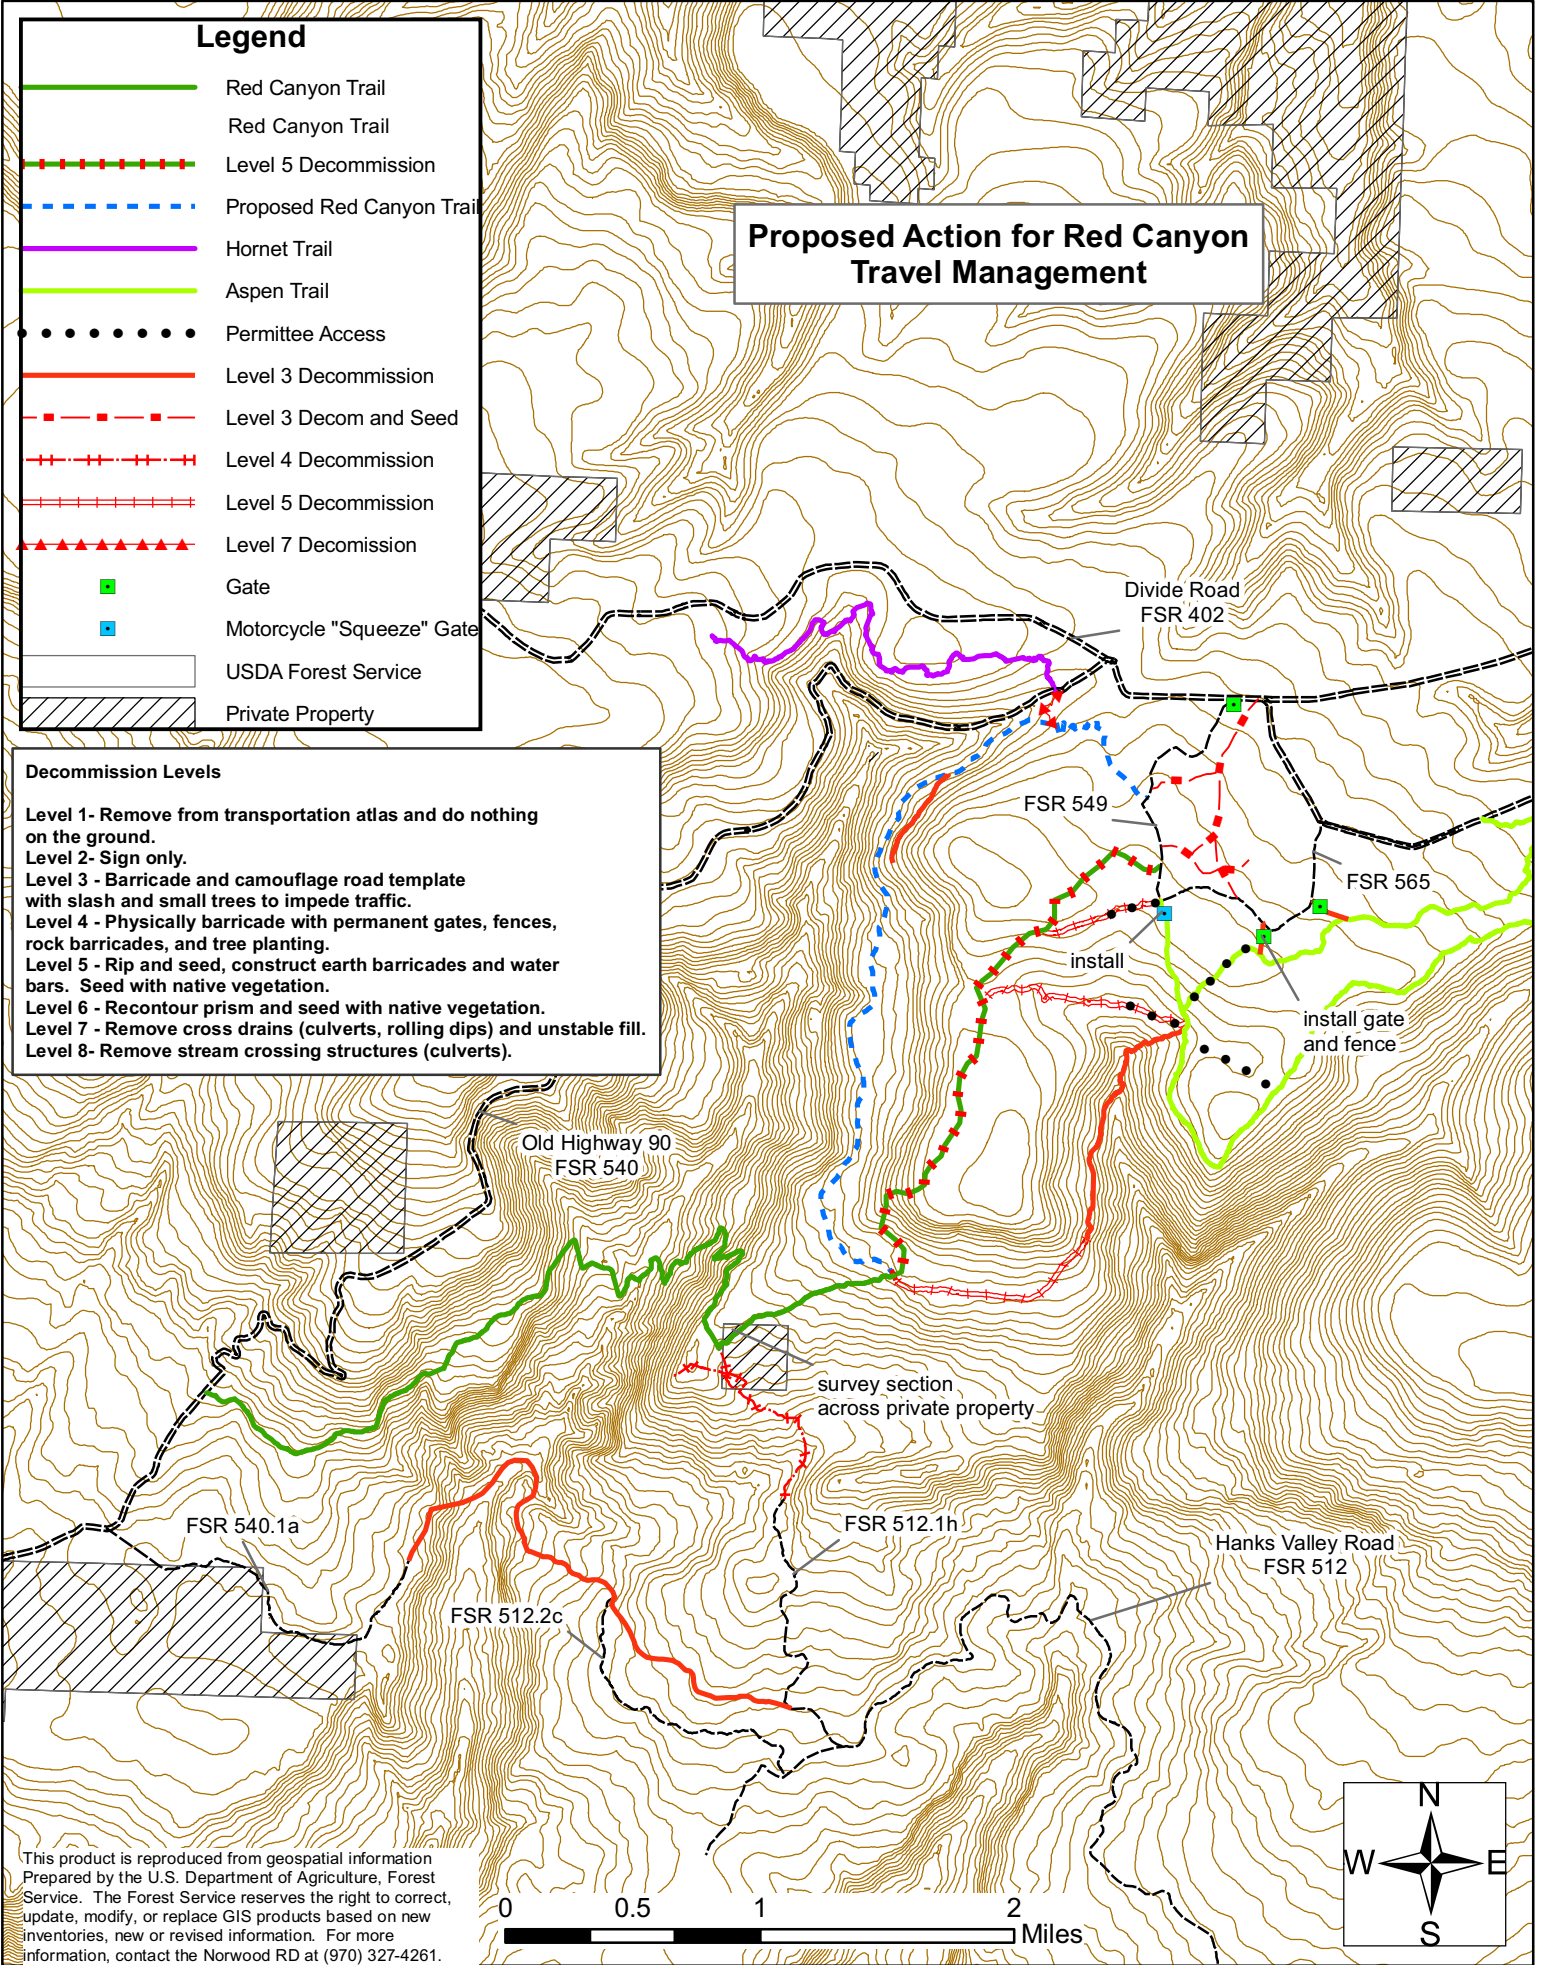 Legend
Red Canyon Trail
Red Canyon Trail
Level 5 Decommission
Proposed Red Canyon Trail
Hornet Trail
Aspen Trail
Permittee Access
Level 3 Decommission
Level 3 Decom and Seed
Level 4 Decommission
Level 5 Decommission
Level 7 Decomission
Gate
Motorcycle "Squeeze" Gate
USDA Forest Service
Private Property
Proposed Action for Red Canyon
Travel Management
Decommission Levels
Level 1- Remove from transportation atlas and do nothing
on the ground.
Level 2- Sign only.
Level 3 - Barricade and camouflage road template
with slash and small trees to impede traffic.
Level 4 - Physically barricade with permanent gates, fences,
rock barricades, and tree planting.
Level 5 - Rip and seed, construct earth barricades and water
bars.  Seed with native vegetation.
Level 6 - Recontour prism and seed with native vegetation.
Level 7 - Remove cross drains (culverts, rolling dips) and unstable fill.
Level 8- Remove stream crossing structures (culverts).
Divide Road
FSR 402
FSR 549
FSR 565
install
install gate
and fence
Old Highway 90
FSR 540
survey section
across private property
FSR 540.1a
FSR 512.1h
Hanks Valley Road
FSR 512
FSR 512.2c
This product is reproduced from geospatial information
Prepared by the U.S. Department of Agriculture, Forest
Service.  The Forest Service reserves the right to correct,
update, modify, or replace GIS products based on new
inventories, new or revised information.  For more
information, contact the Norwood RD at (970) 327-4261.
0 0.5 1 2
Miles
N
W E
S